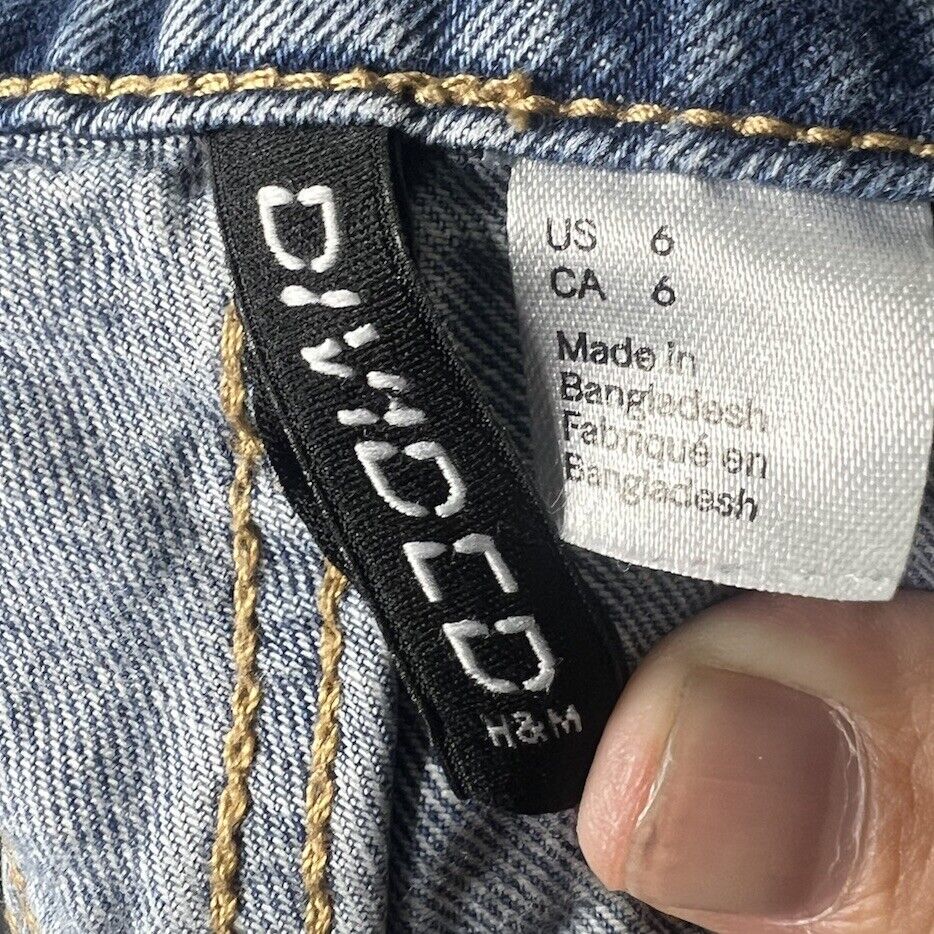 DIVIDED
H&M
US 6
CA 6
Made in
Bangladesh
Fabriqué en
Bangladesh